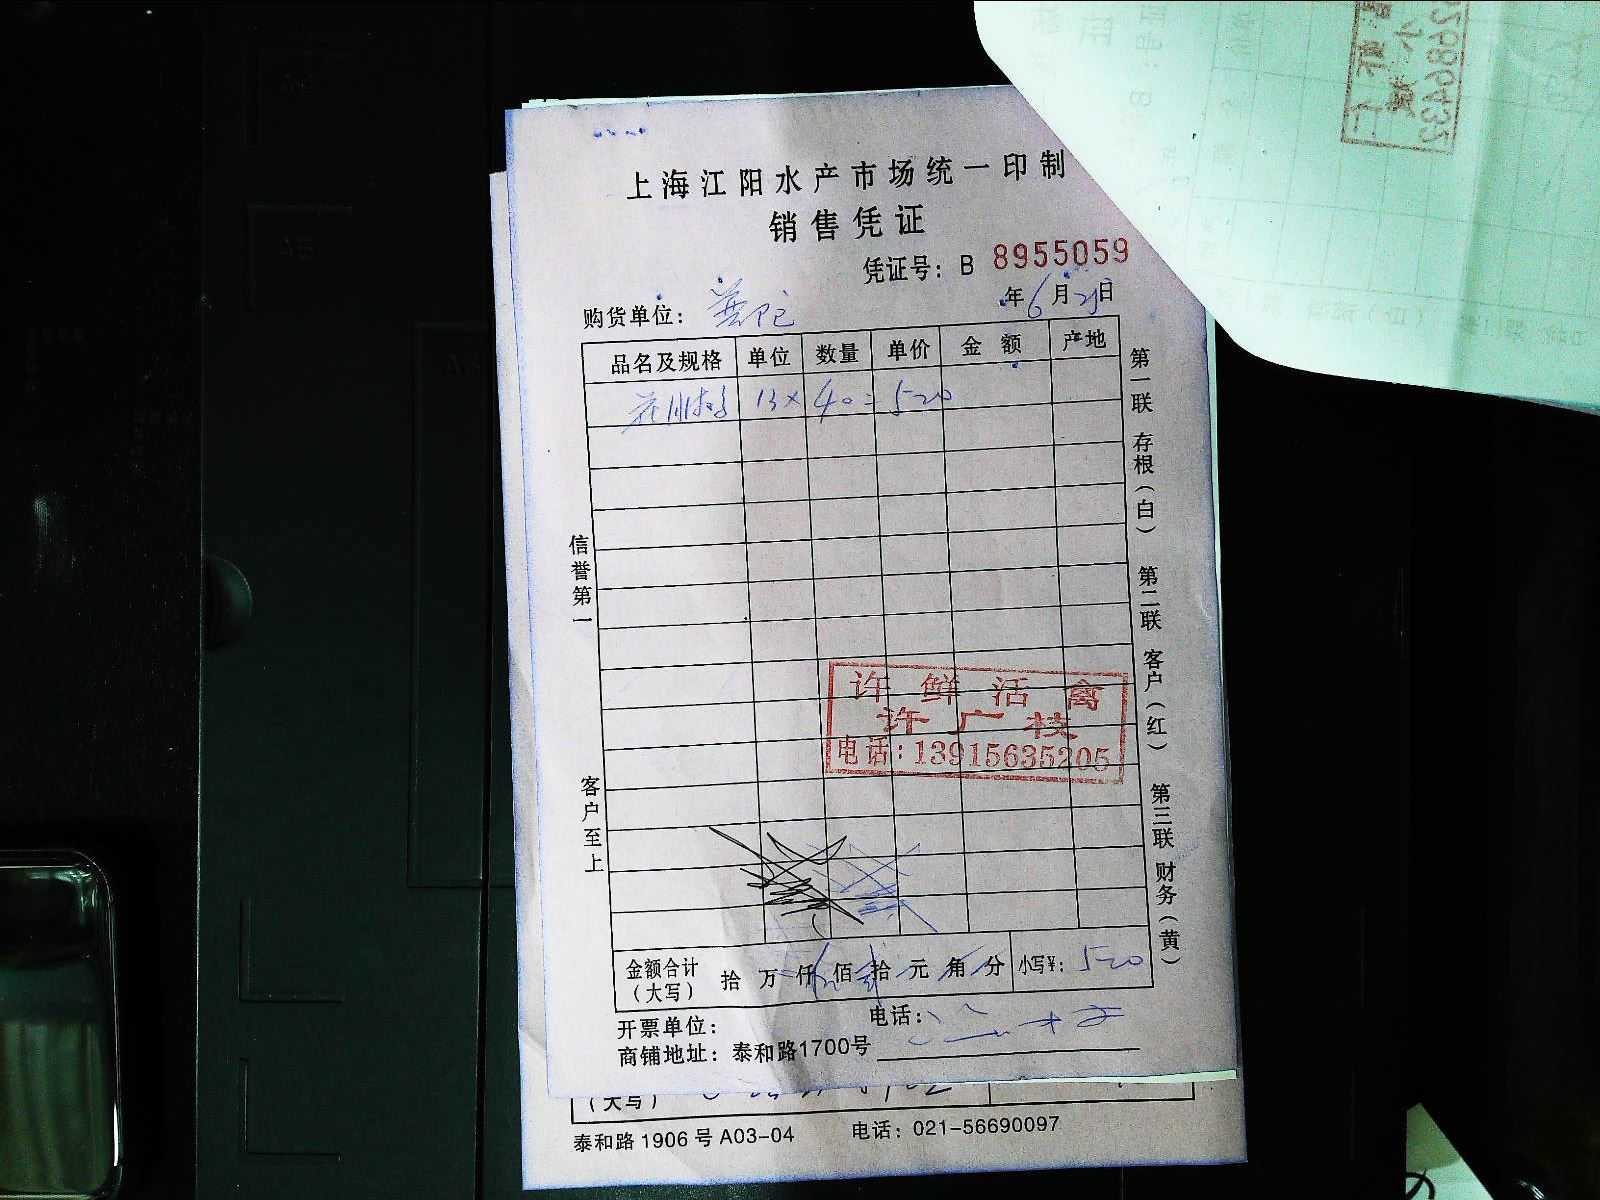 上海江阳水产市场统一印制
销售凭证
凭证号：B 8955059
年6月25日
购货单位：普陀
品名及规格 单位 数量 单价 金额 产地
13×40=520
第一联 存根（白） 第二联 客户（红） 第三联 财务（黄）
信誉第一
客户至上
许鲜活禽
许广枝
电话：13915635205
金额合计（大写） 拾 万 仟 伍 佰 贰 拾 元 角 分 小写¥：520
开票单位：
电话：
商铺地址：泰和路1700号
（大写）
泰和路1906号A03-04 电话：021-56690097